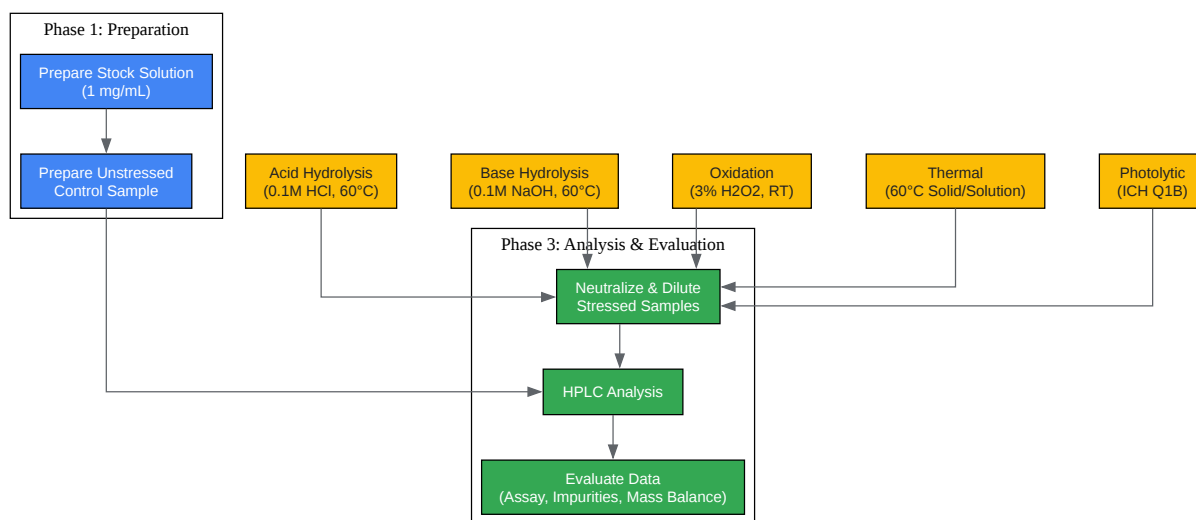 Phase 1: Preparation
Prepare Stock Solution
(1 mg/mL)
Prepare Unstressed
Control Sample
Acid Hydrolysis
(0.1M HCl, 60°C)
Base Hydrolysis
(0.1M NaOH, 60°C)
Oxidation
(3% H2O2, RT)
Thermal
(60°C Solid/Solution)
Photolytic
(ICH Q1B)
Phase 3: Analysis & Evaluation
Neutralize & Dilute
Stressed Samples
HPLC Analysis
Evaluate Data
(Assay, Impurities, Mass Balance)